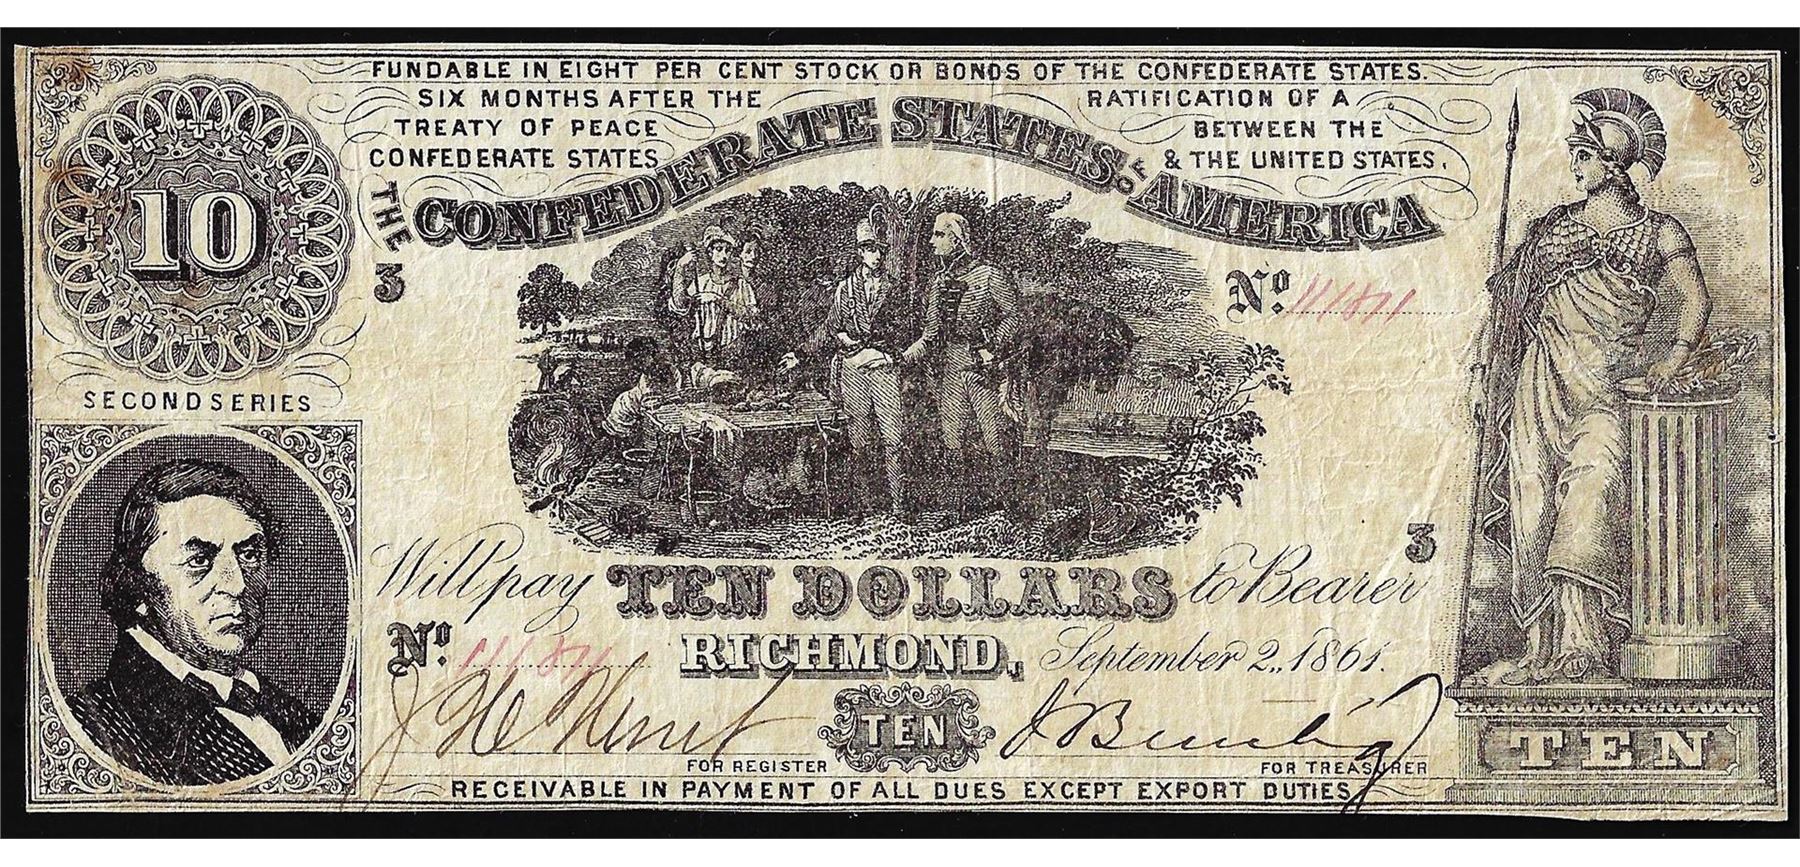 FUNDABLE IN EIGHT PER CENT STOCK OR BONDS OF THE CONFEDERATE STATES.
SIX MONTHS AFTER THE RATIFICATION OF A
TREATY OF PEACE BETWEEN THE
CONFEDERATE STATES & THE UNITED STATES,
THE CONFEDERATE STATES OF AMERICA
10
3
No.
SECOND SERIES
3
Will pay TEN DOLLARS to Bearer
No. RICHMOND, September 2, 1861.
TEN
FOR REGISTER
FOR TREASURER
TEN
RECEIVABLE IN PAYMENT OF ALL DUES EXCEPT EXPORT DUTIES